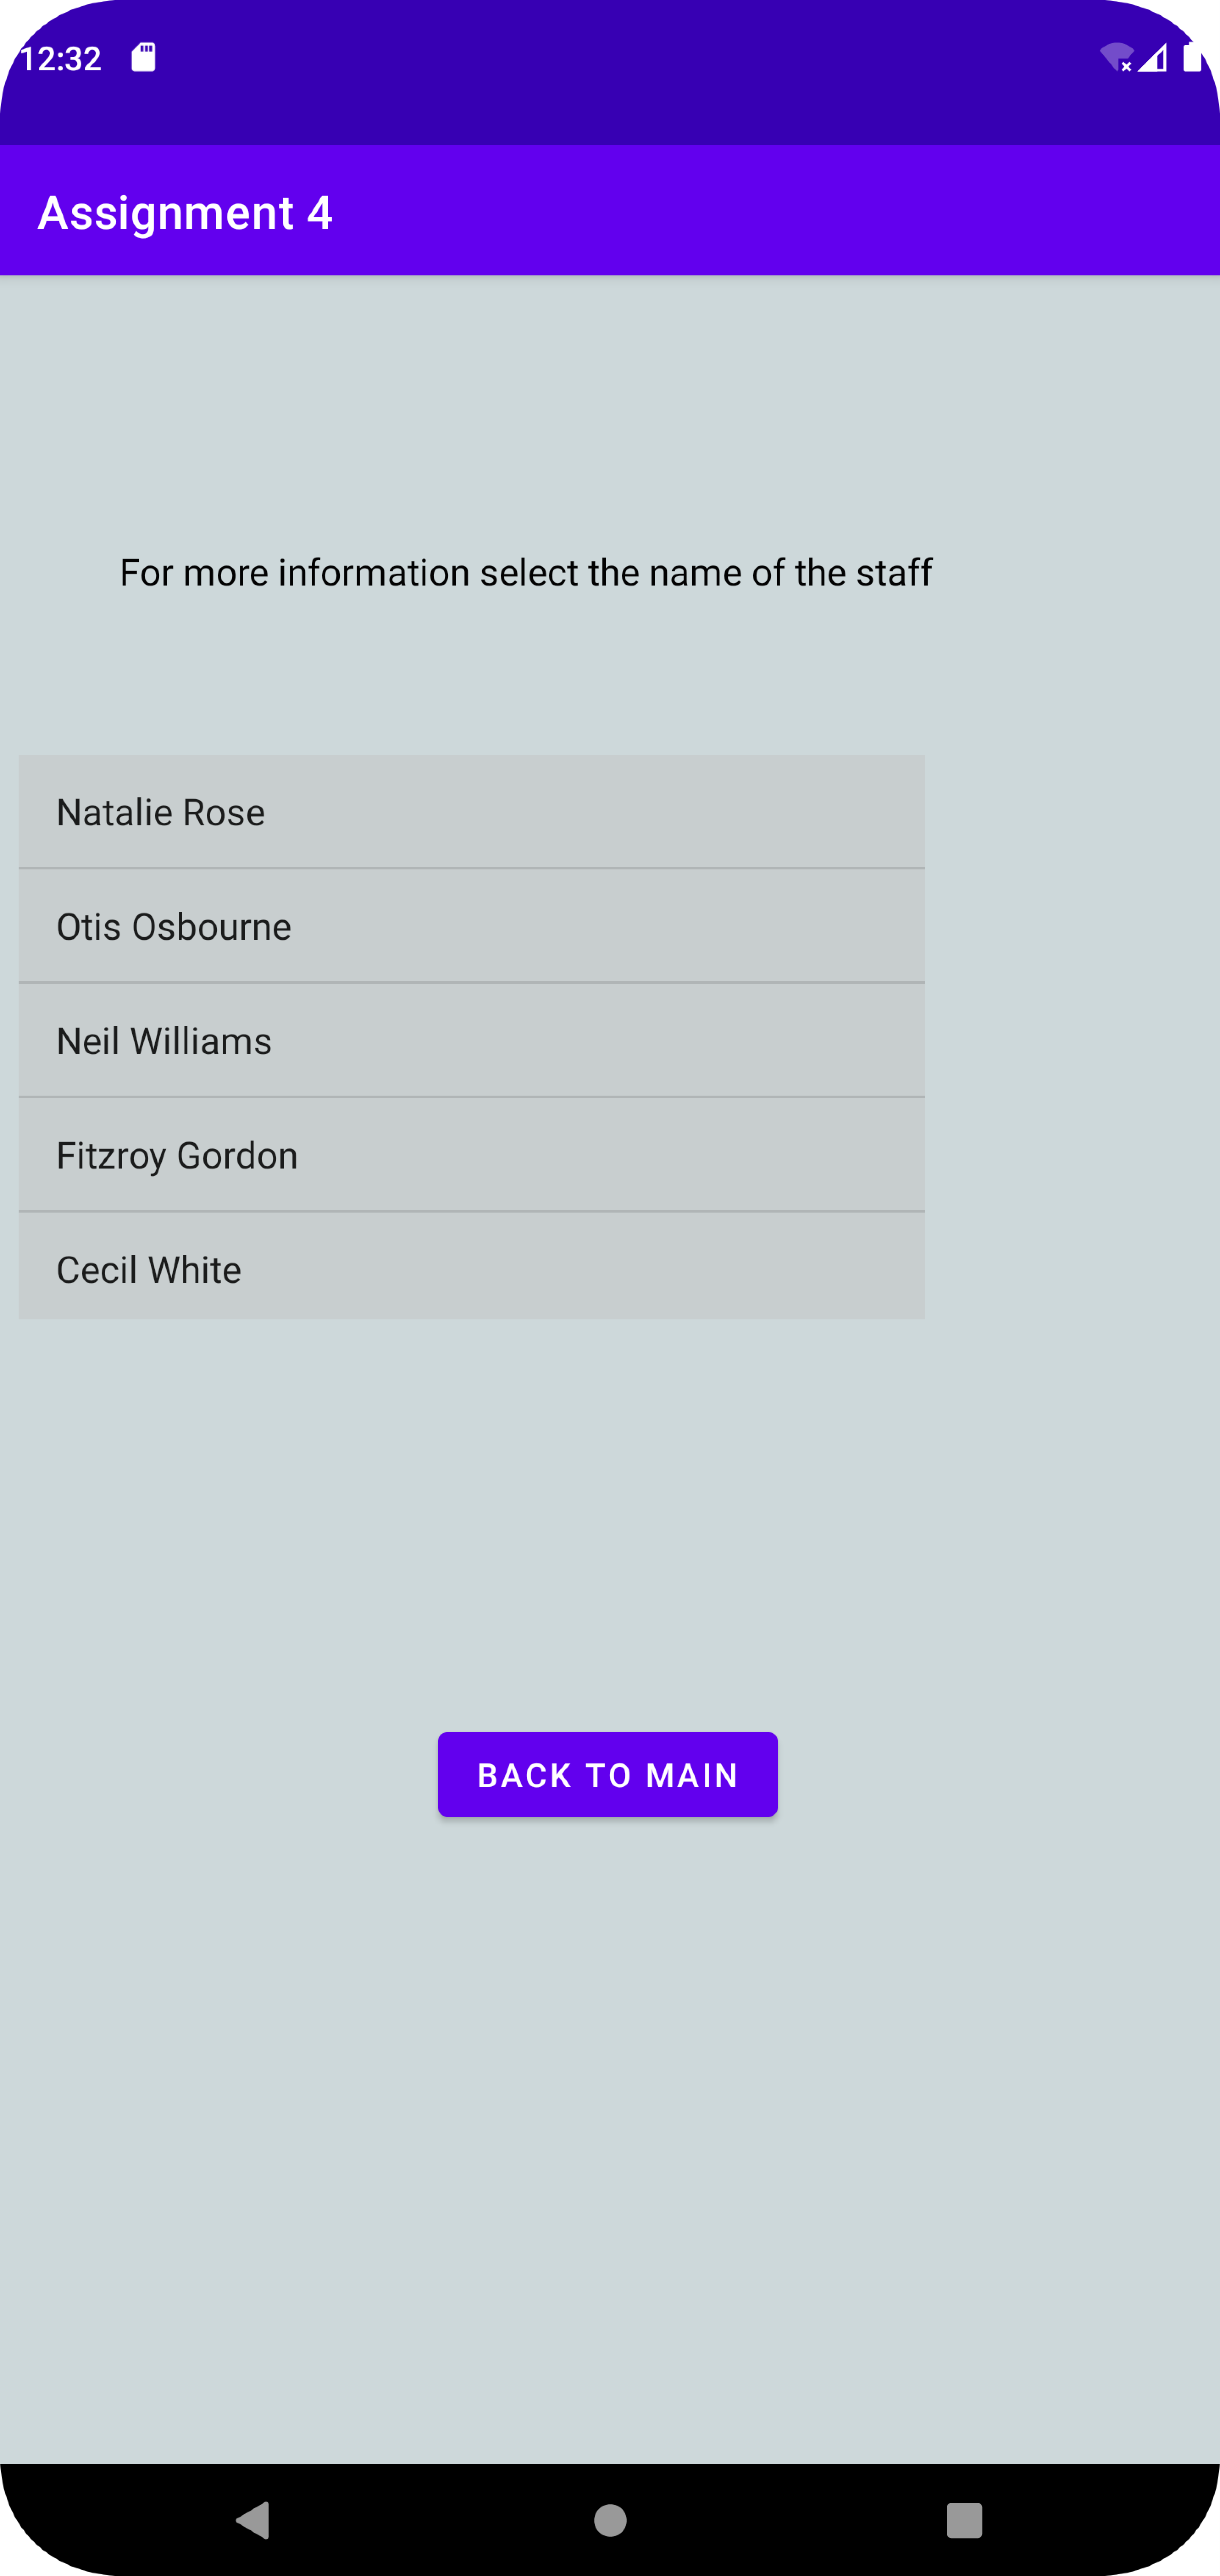 12:32
Assignment 4
For more information select the name of the staff
Natalie Rose
Otis Osbourne
Neil Williams
Fitzroy Gordon
Cecil White
BACK TO MAIN